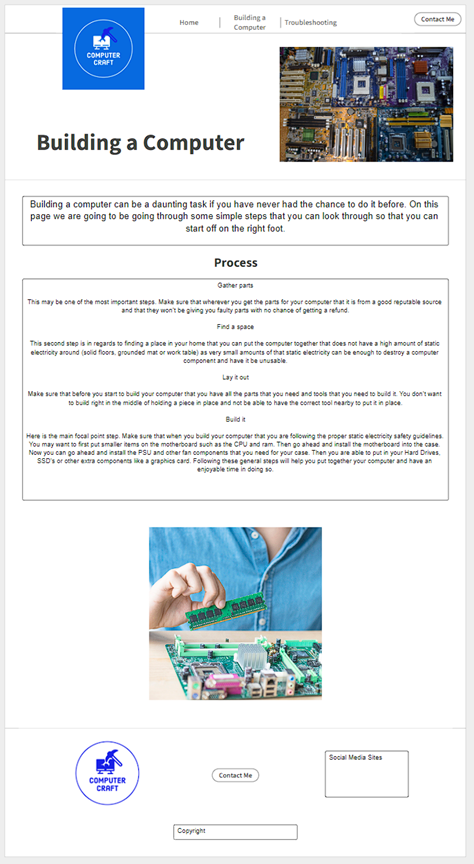 Home
Building a
Computer
Troubleshooting
Contact Me
COMPUTER
CRAFT
Building a Computer
Building a computer can be a daunting task if you have never had the chance to do it before. On this
page we are going to be going through some simple steps that you can look through so that you can
start off on the right foot.
Process
Gather parts
This may be one of the most important steps. Make sure that wherever you get the parts for your computer that it is from a good reputable source
and that they won't be giving you faulty parts with no chance of getting a refund.
Find a space
This second step is in regards to finding a place in your home that you can put the computer together that does not have a high amount of static
electricity around (solid floors, grounded mat or work table) as very small amounts of that static electricity can be enough to destroy a computer
component and have it be unusable.
Lay it out
Make sure that before you start to build your computer that you have all the parts that you need and tools that you need to build it. You don't want
to build right in the middle of holding a piece in place and not be able to have the correct tool nearby to put it in place.
Build it
Here is the main focal point step. Make sure that when you build your computer that you are following the proper static electricity safety guidelines.
You may want to first put smaller items on the motherboard such as the CPU and ram. Then go ahead and install the motherboard into the case.
Now you can go ahead and install the PSU and other fan components that you need for your case. Then you are able to put in your Hard Drives,
SSD's or other extra components like a graphics card. Following these general steps will help you put together your computer and have an
enjoyable time in doing so.
COMPUTER
CRAFT
Contact Me
Social Media Sites
Copyright